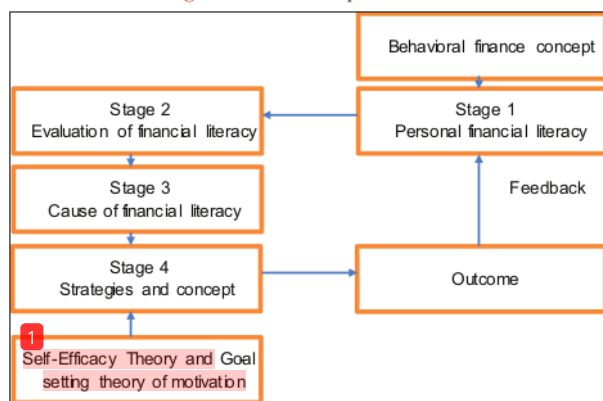 Behavioral finance concept
Stage 2
Evaluation of financial literacy
Stage 1
Personal financial literacy
Stage 3
Cause of financial literacy
Feedback
Stage 4
Strategies and concept
Outcome
1
Self-Efficacy Theory and Goal
setting theory of motivation